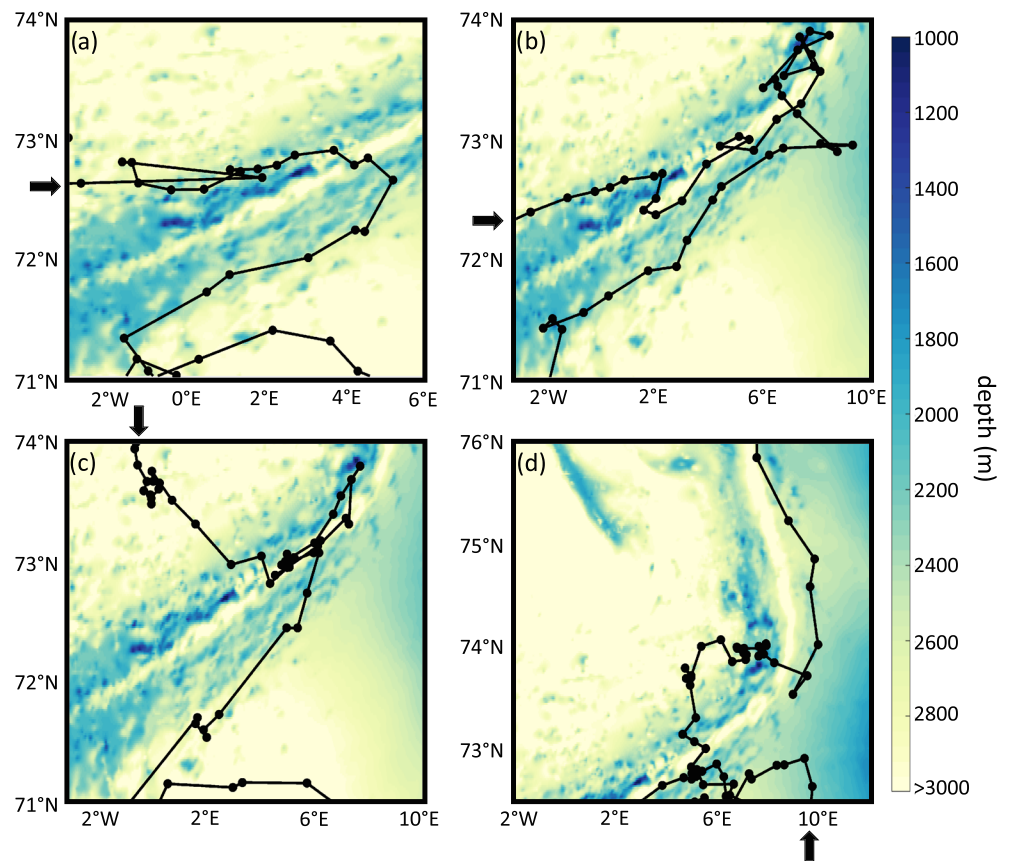 74°N
(a)
73°N
72°N
71°N
2°W 0°E 2°E 4°E 6°E
74°N
(b)
73°N
72°N
71°N
2°W 2°E 6°E 10°E
74°N
(c)
73°N
72°N
71°N
2°W 2°E 6°E 10°E
76°N
(d)
75°N
74°N
73°N
2°W 2°E 6°E 10°E
1000
1200
1400
1600
1800
2000
2200
2400
2600
2800
>3000
depth (m)